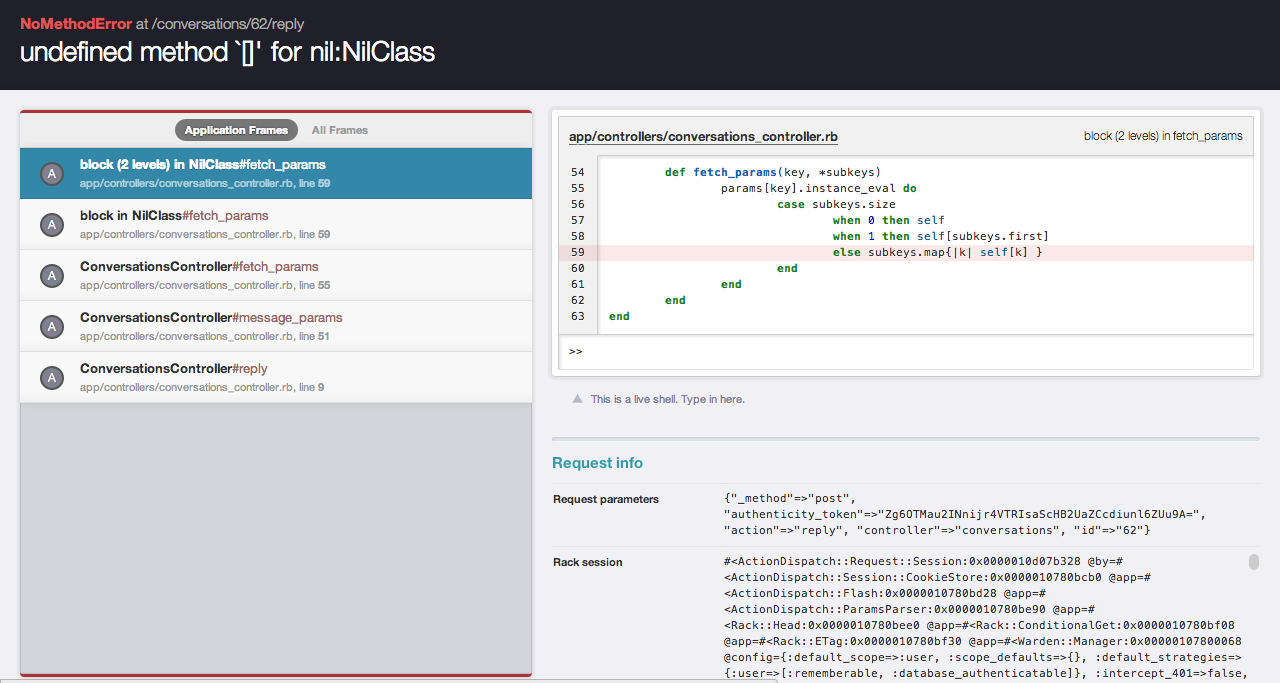 NoMethodError at /conversations/62/reply
undefined method `[]' for nil:NilClass
Application Frames All Frames
A
block (2 levels) in NilClass#fetch_params
app/controllers/conversations_controller.rb, line 59
A
block in NilClass#fetch_params
app/controllers/conversations_controller.rb, line 59
A
ConversationsController#fetch_params
app/controllers/conversations_controller.rb, line 55
A
ConversationsController#message_params
app/controllers/conversations_controller.rb, line 51
A
ConversationsController#reply
app/controllers/conversations_controller.rb, line 9
app/controllers/conversations_controller.rb block (2 levels) in fetch_params
54 def fetch_params(key, *subkeys)
55 params[key].instance_eval do
56 case subkeys.size
57 when 0 then self
58 when 1 then self[subkeys.first]
59 else subkeys.map{|k| self[k] }
60 end
61 end
62 end
63 end
>>
This is a live shell. Type in here.
Request info
Request parameters {"_method"=>"post",
"authenticity_token"=>"Zg6OTMau2INnijr4VTRIsaScHB2UaZCcdiunl6ZUu9A=",
"action"=>"reply", "controller"=>"conversations", "id"=>"62"}
Rack session #<ActionDispatch::Request::Session:0x0000010d07b328 @by=#
<ActionDispatch::Session::CookieStore:0x0000010780bcb0 @app=#
<ActionDispatch::Flash:0x0000010780bd28 @app=#
<ActionDispatch::ParamsParser:0x0000010780be90 @app=#
<Rack::Head:0x0000010780bee0 @app=#<Rack::ConditionalGet:0x0000010780bf08
@app=#<Rack::ETag:0x0000010780bf30 @app=#<Warden::Manager:0x00000107800068
@config={:default_scope=>:user, :scope_defaults=>{}, :default_strategies=>
{:user=>[:rememberable, :database_authenticatable]}, :intercept_401=>false,